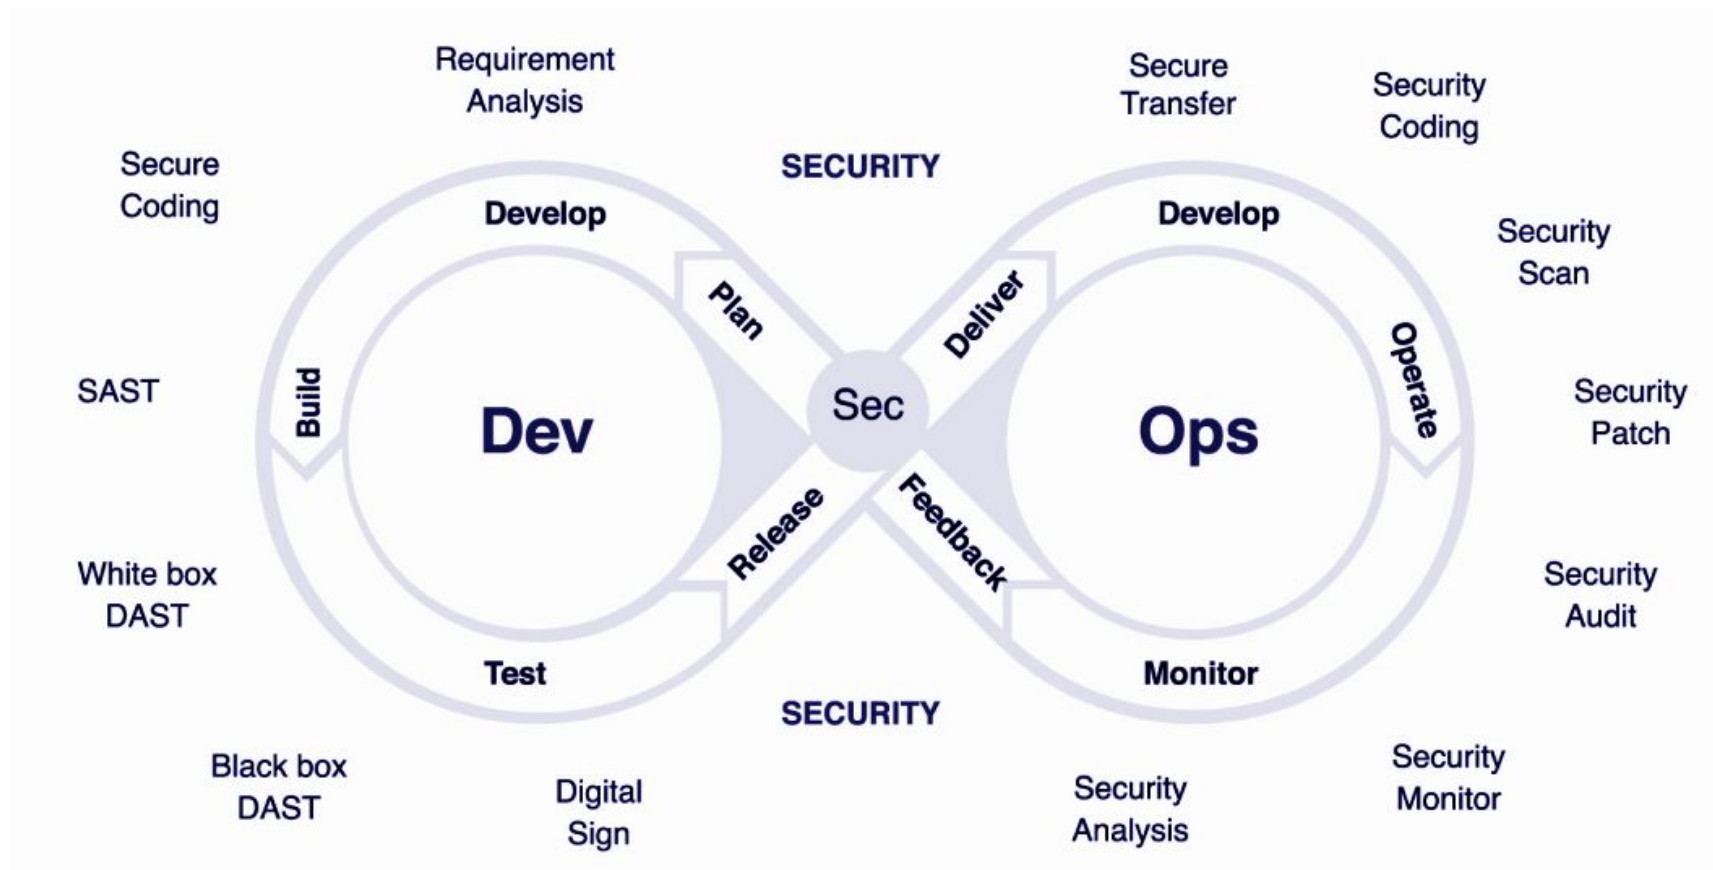 Requirement
Analysis
Secure
Transfer
Security
Coding
Secure
Coding
SECURITY
Develop
Develop
Security
Scan
Plan
Deliver
Build
Operate
SAST
Dev
Sec
Ops
Security
Patch
Release
Feedback
White box
DAST
Security
Audit
Test
Monitor
SECURITY
Black box
DAST
Digital
Sign
Security
Analysis
Security
Monitor